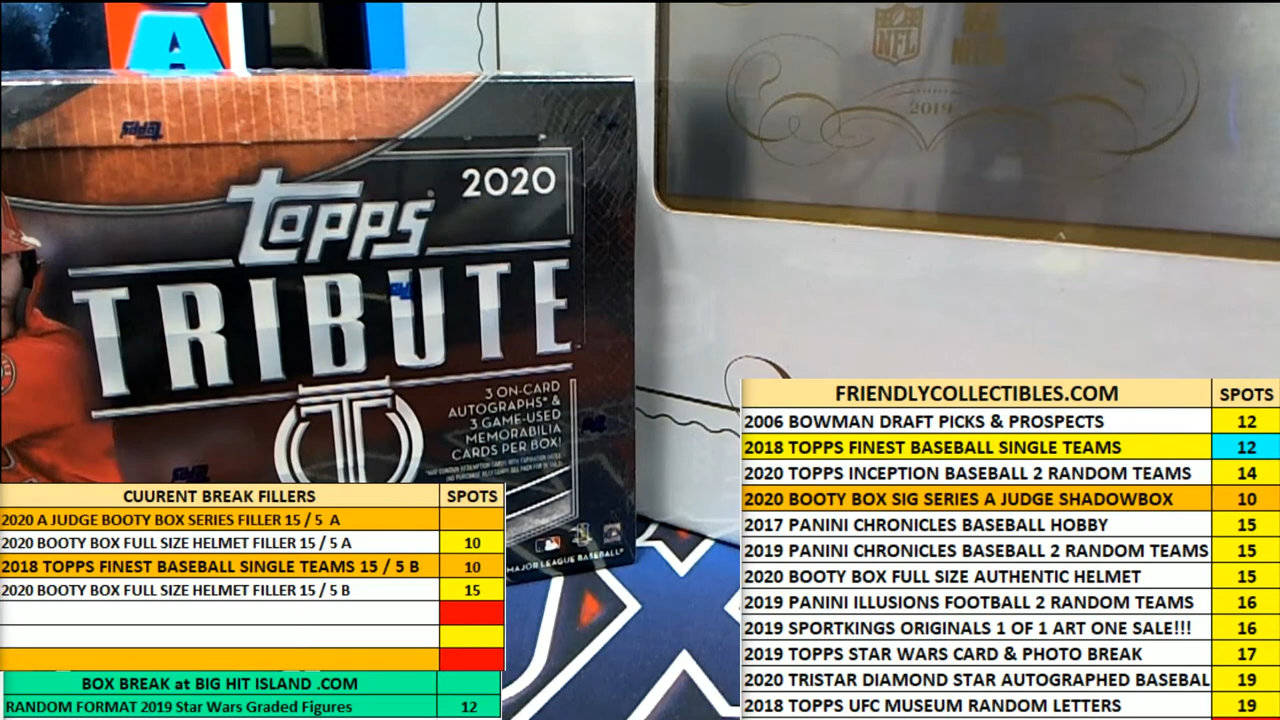 A
Topps
2020
TOPPS
TRIBUTE
3 ON-CARD
AUTOGRAPHS* &
3 GAME-USED
MEMORABILIA
CARDS PER BOX!
MAJOR LEAGUE BASEBALL
NFL
2019
CUURENT BREAK FILLERS SPOTS
2020 A JUDGE BOOTY BOX SERIES FILLER 15 / 5 A
2020 BOOTY BOX FULL SIZE HELMET FILLER 15 / 5 A 10
2018 TOPPS FINEST BASEBALL SINGLE TEAMS 15 / 5 B 10
2020 BOOTY BOX FULL SIZE HELMET FILLER 15 / 5 B 15
BOX BREAK at BIG HIT ISLAND .COM
RANDOM FORMAT 2019 Star Wars Graded Figures 12
FRIENDLYCOLLECTIBLES.COM SPOTS
2006 BOWMAN DRAFT PICKS & PROSPECTS 12
2018 TOPPS FINEST BASEBALL SINGLE TEAMS 12
2020 TOPPS INCEPTION BASEBALL 2 RANDOM TEAMS 14
2020 BOOTY BOX SIG SERIES A JUDGE SHADOWBOX 10
2017 PANINI CHRONICLES BASEBALL HOBBY 15
2019 PANINI CHRONICLES BASEBALL 2 RANDOM TEAMS 15
2020 BOOTY BOX FULL SIZE AUTHENTIC HELMET 15
2019 PANINI ILLUSIONS FOOTBALL 2 RANDOM TEAMS 16
2019 SPORTKINGS ORIGINALS 1 OF 1 ART ONE SALE!!! 16
2019 TOPPS STAR WARS CARD & PHOTO BREAK 17
2020 TRISTAR DIAMOND STAR AUTOGRAPHED BASEBAL 19
2018 TOPPS UFC MUSEUM RANDOM LETTERS 19